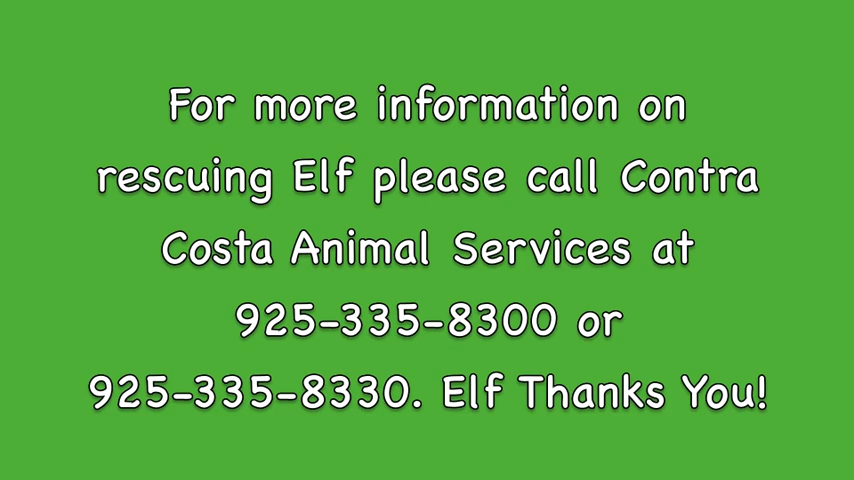 For more information on
rescuing Elf please call Contra
Costa Animal Services at
925-335-8300 or
925-335-8330. Elf Thanks You!